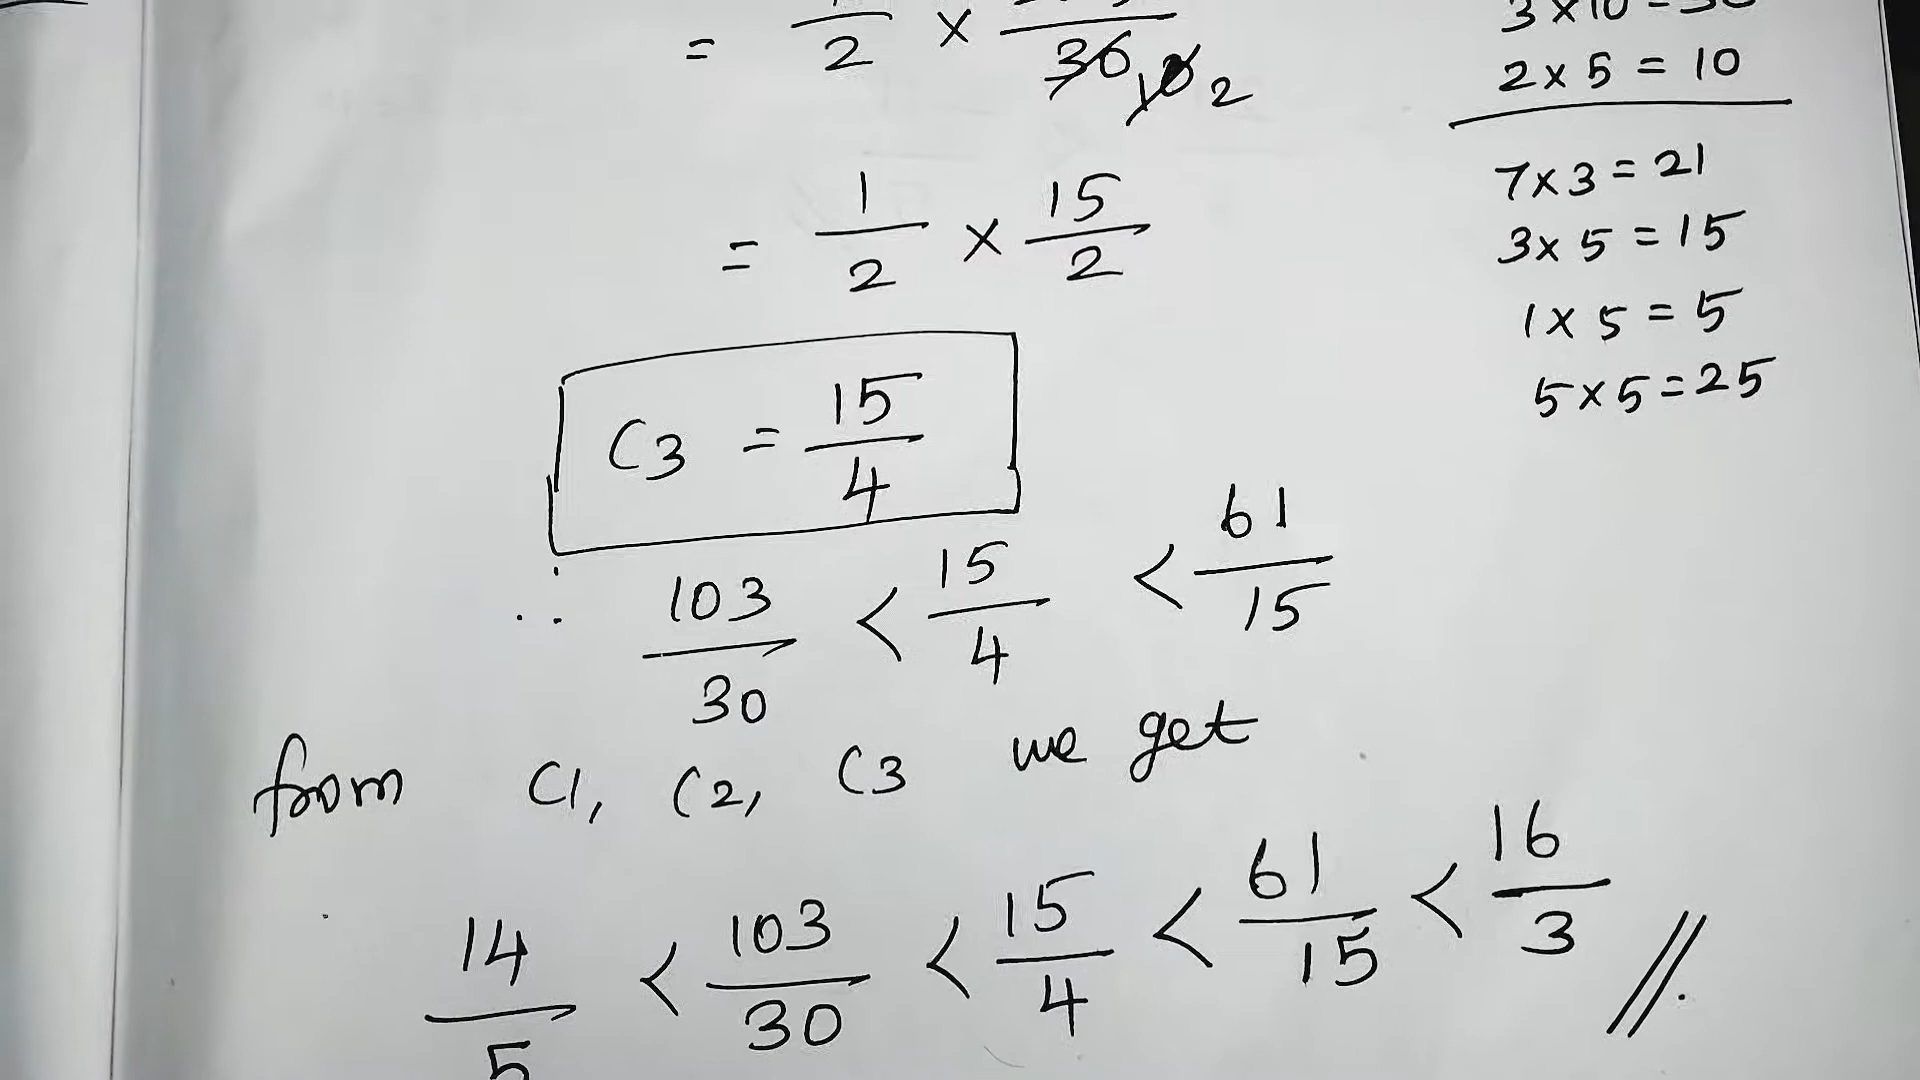 = /2 × /30 10 2
3 × 10 = 30
2 × 5 = 10
= 1/2 × 15/2
7 × 3 = 21
3 × 5 = 15
1 × 5 = 5
5 × 5 = 25
C3 = 15/4
∴ 103/30 < 15/4 < 61/15
from C1, C2, C3 we get
14/5 < 103/30 < 15/4 < 61/15 < 16/3 //.